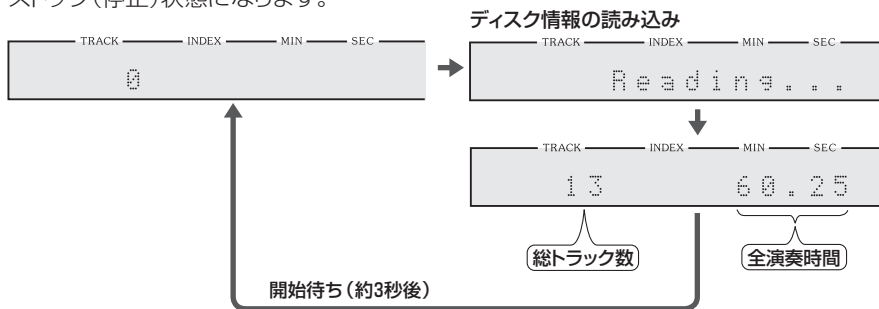 ストップ（停止）状態になります。
ディスク情報の読み込み
TRACK INDEX MIN SEC
0
TRACK INDEX MIN SEC
Reading...
TRACK INDEX MIN SEC
13 60.25
総トラック数 全演奏時間
開始待ち（約3秒後）